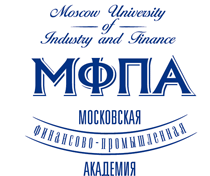 Moscow University
of
Industry and Finance
МФПА
МОСКОВСКАЯ
финансово-промышленная
АКАДЕМИЯ